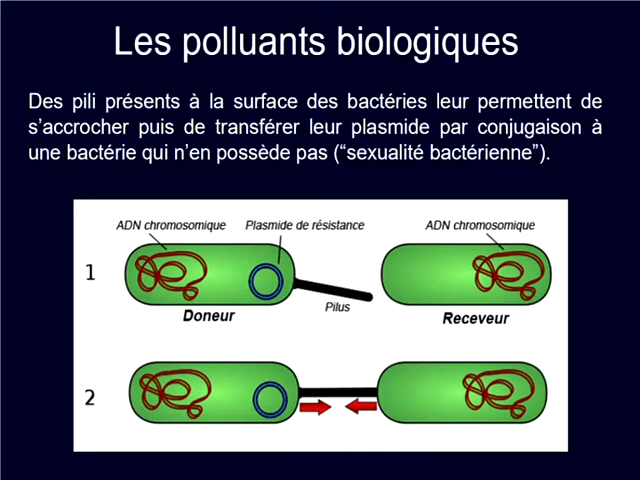 Les polluants biologiques
Des pili présents à la surface des bactéries leur permettent de
s’accrocher puis de transférer leur plasmide par conjugaison à
une bactérie qui n’en possède pas (“sexualité bactérienne”).
ADN chromosomique Plasmide de résistance ADN chromosomique
1
Pilus
Doneur Receveur
2